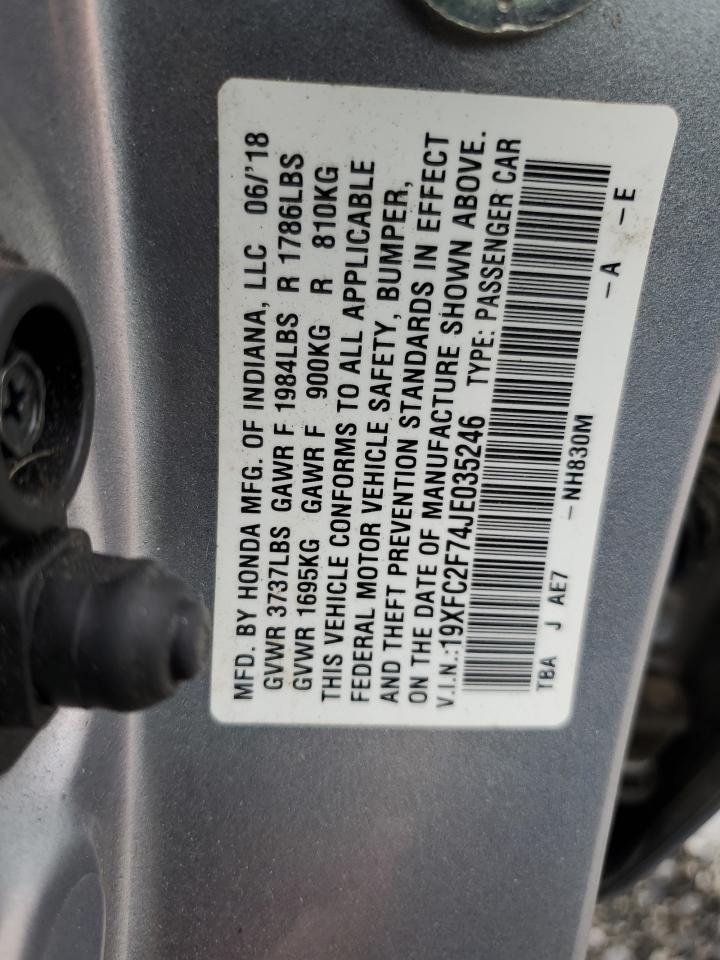 MFD. BY HONDA MFG. OF INDIANA, LLC 06/'18
GVWR 3737LBS GAWR F 1984LBS R 1786LBS
GVWR 1695KG GAWR F 900KG R 810KG
THIS VEHICLE CONFORMS TO ALL APPLICABLE
FEDERAL MOTOR VEHICLE SAFETY, BUMPER,
AND THEFT PREVENTION STANDARDS IN EFFECT
ON THE DATE OF MANUFACTURE SHOWN ABOVE.
V.I.N.:19XFC2F74JE035246 TYPE: PASSENGER CAR
TBA J AE7 -NH830M -A -E